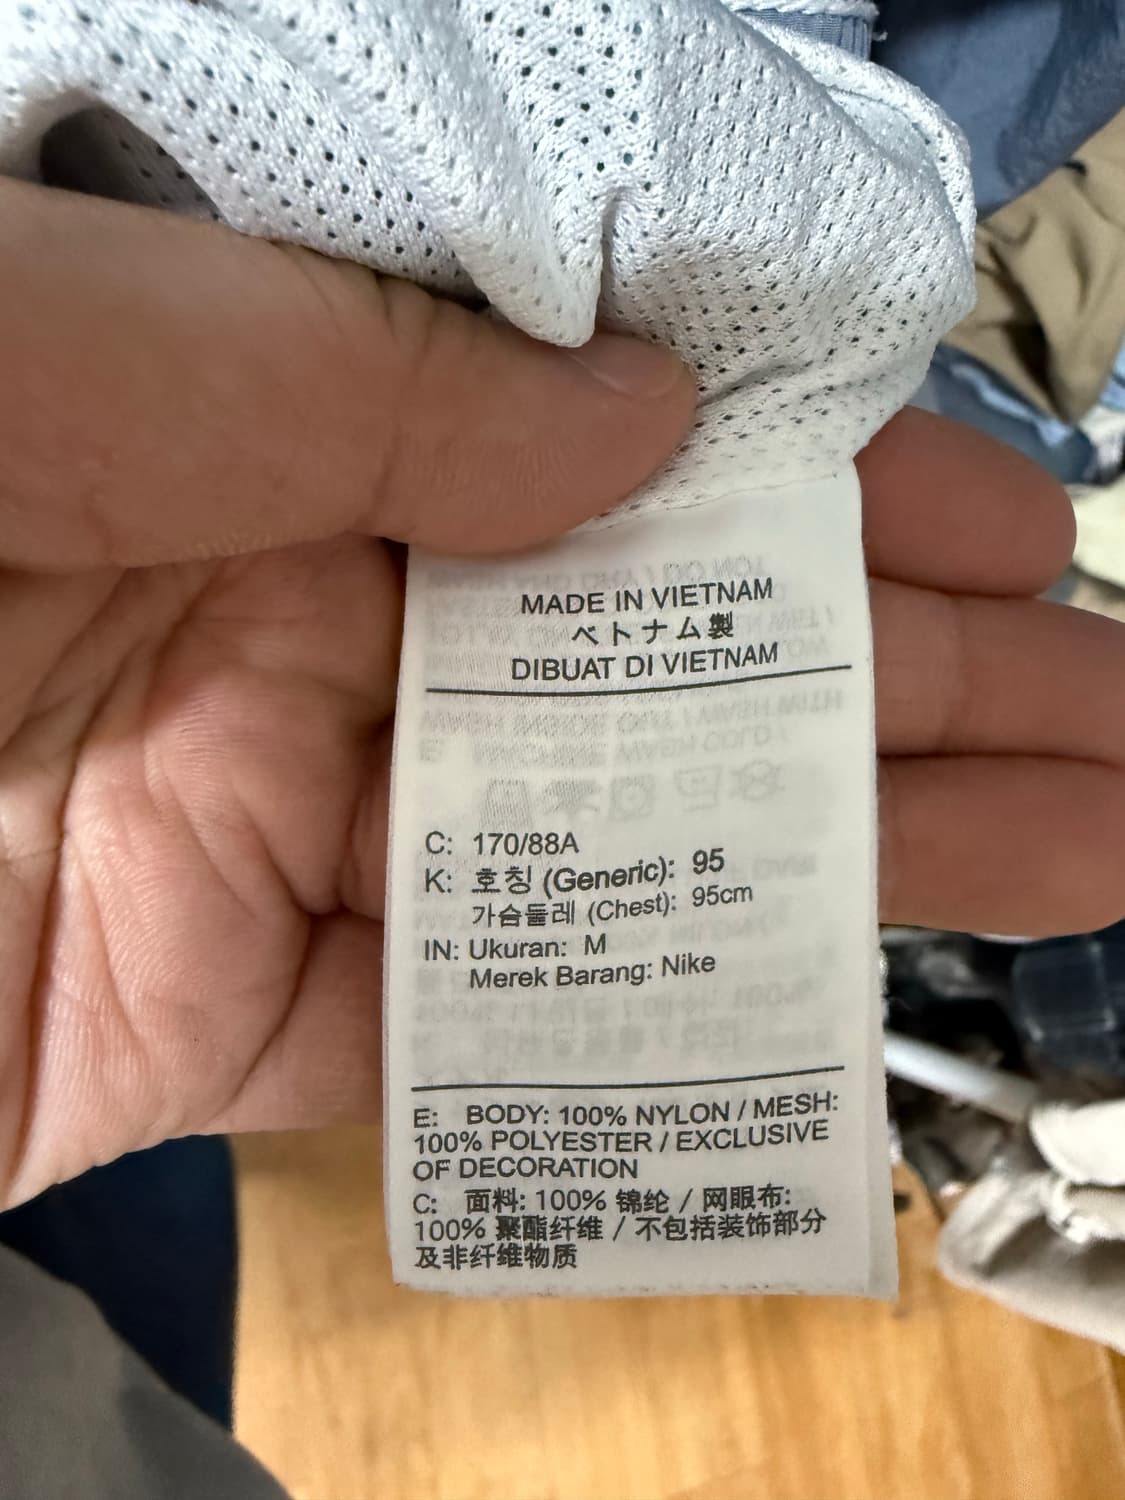 MADE IN VIETNAM
ベトナム製
DIBUAT DI VIETNAM
C: 170/88A
K: 호칭 (Generic): 95
가슴둘레 (Chest): 95cm
IN: Ukuran: M
Merek Barang: Nike
E: BODY: 100% NYLON / MESH:
100% POLYESTER / EXCLUSIVE
OF DECORATION
C: 面料: 100% 锦纶 / 网眼布:
100% 聚酯纤维 / 不包括装饰部分
及非纤维物质